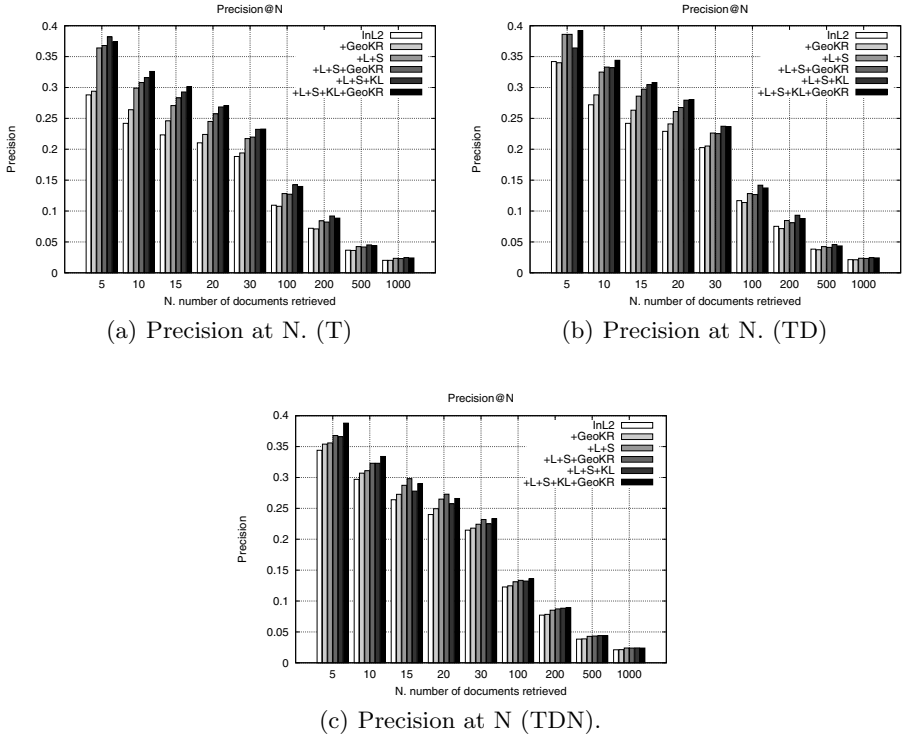 Precision@N
0.4
0.35
0.3
0.25
0.2
0.15
0.1
0.05
0
Precision
InL2
+GeoKR
+L+S
+L+S+GeoKR
+L+S+KL
+L+S+KL+GeoKR
5 10 15 20 30 100 200 500 1000
N. number of documents retrieved
(a) Precision at N. (T)
Precision@N
0.4
0.35
0.3
0.25
0.2
0.15
0.1
0.05
0
Precision
InL2
+GeoKR
+L+S
+L+S+GeoKR
+L+S+KL
+L+S+KL+GeoKR
5 10 15 20 30 100 200 500 1000
N. number of documents retrieved
(b) Precision at N. (TD)
Precision@N
0.4
0.35
0.3
0.25
0.2
0.15
0.1
0.05
0
Precision
InL2
+GeoKR
+L+S
+L+S+GeoKR
+L+S+KL
+L+S+KL+GeoKR
5 10 15 20 30 100 200 500 1000
N. number of documents retrieved
(c) Precision at N (TDN).